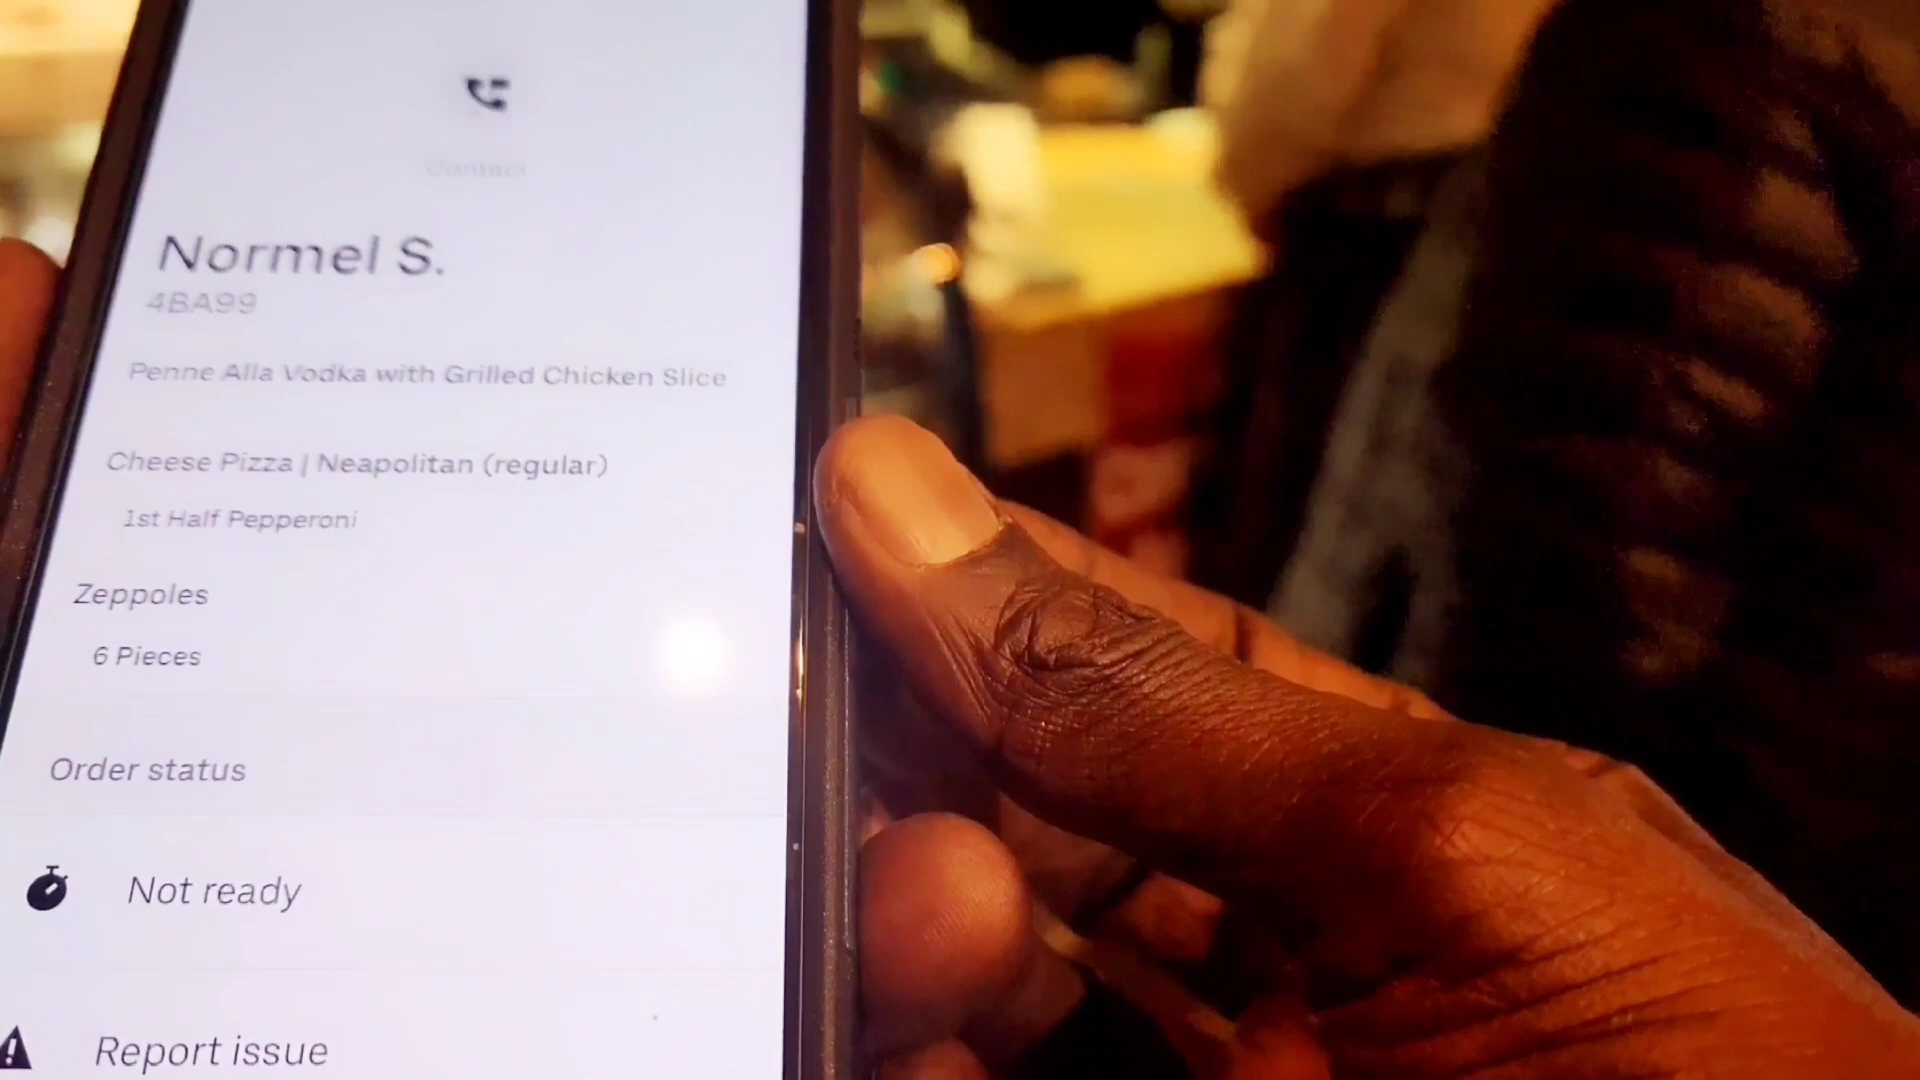 Contact
Normel S.
4BA99
Penne Alla Vodka with Grilled Chicken Slice
Cheese Pizza | Neapolitan (regular)
1st Half Pepperoni
Zeppoles
6 Pieces
Order status
Not ready
Report issue